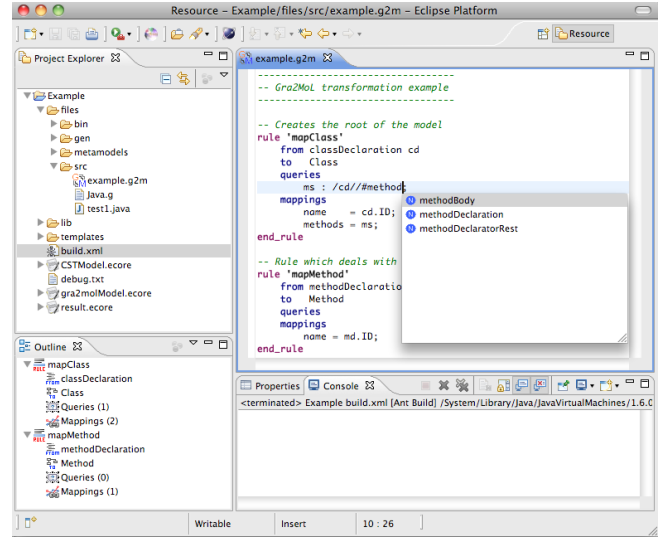 Resource – Example/files/src/example.g2m – Eclipse Platform
Resource
Project Explorer
Example
files
bin
gen
metamodels
src
example.g2m
Java.g
test1.java
lib
templates
build.xml
CSTModel.ecore
debug.txt
gra2molModel.ecore
result.ecore
Outline
mapClass
classDeclaration
Class
Queries (1)
Mappings (2)
mapMethod
methodDeclaration
Method
Queries (0)
Mappings (1)
example.g2m
-----------------------------------
-- Gra2MoL transformation example
-----------------------------------
-- Creates the root of the model
rule 'mapClass'
from classDeclaration cd
to Class
queries
ms : /cd//#method;
mappings
name = cd.ID;
methods = ms;
end_rule
-- Rule which deals with
rule 'mapMethod'
from methodDeclaratio
to Method
queries
mappings
name = md.ID;
end_rule
methodBody
methodDeclaration
methodDeclaratorRest
Properties Console
<terminated> Example build.xml [Ant Build] /System/Library/Java/JavaVirtualMachines/1.6.0
Writable Insert 10 : 26